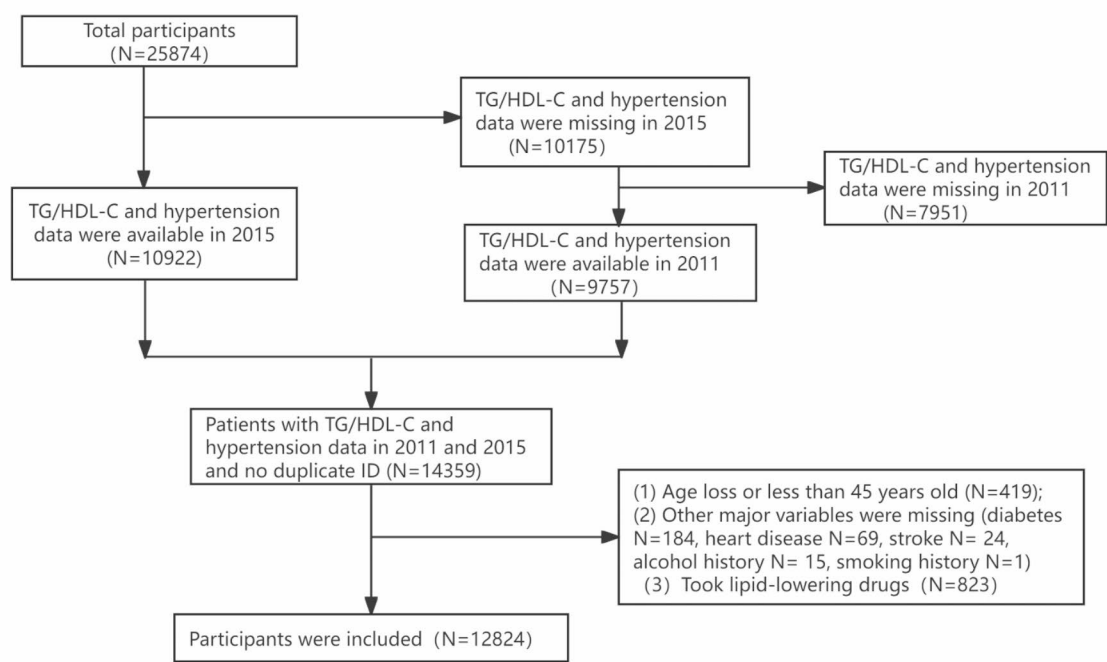 Total participants
(N=25874)
TG/HDL-C and hypertension
data were missing in 2015
(N=10175)
TG/HDL-C and hypertension
data were missing in 2011
(N=7951)
TG/HDL-C and hypertension
data were available in 2015
(N=10922)
TG/HDL-C and hypertension
data were available in 2011
(N=9757)
Patients with TG/HDL-C and
hypertension data in 2011 and 2015
and no duplicate ID (N=14359)
(1) Age loss or less than 45 years old (N=419);
(2) Other major variables were missing (diabetes
N=184, heart disease N=69, stroke N= 24,
alcohol history N= 15, smoking history N=1)
(3) Took lipid-lowering drugs (N=823)
Participants were included (N=12824)